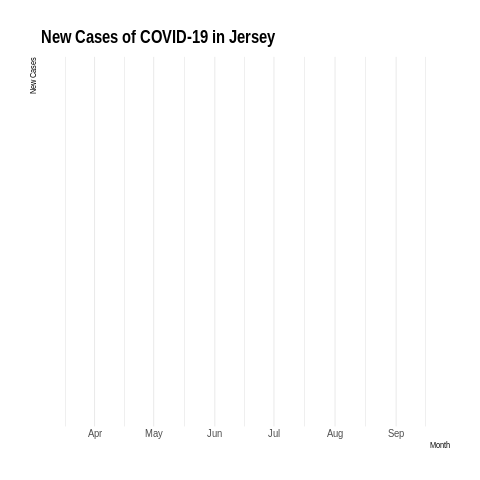 New Cases of COVID-19 in Jersey
New Cases
Apr May Jun Jul Aug Sep
Month